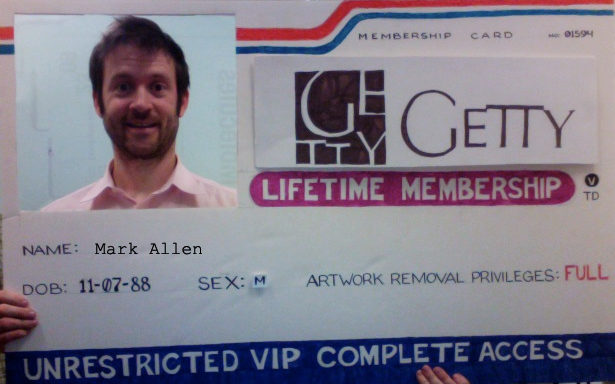 MEMBERSHIP CARD NO: 01594
GETTY GETTY
LIFETIME MEMBERSHIP V
TD
NAME: Mark Allen
DOB: 11-07-88 SEX: M ARTWORK REMOVAL PRIVILEGES: FULL
UNRESTRICTED VIP COMPLETE ACCESS